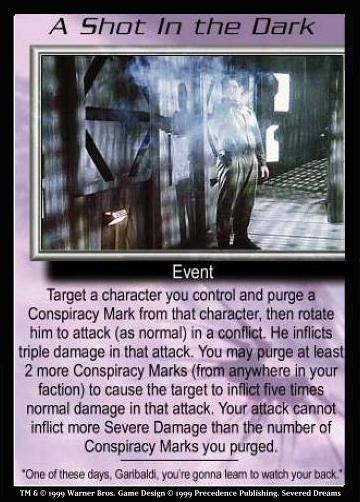 A Shot In the Dark
Event
Target a character you control and purge a
Conspiracy Mark from that character, then rotate
him to attack (as normal) in a conflict. He inflicts
triple damage in that attack. You may purge at least
2 more Conspiracy Marks (from anywhere in your
faction) to cause the target to inflict five times
normal damage in that attack. Your attack cannot
inflict more Severe Damage than the number of
Conspiracy Marks you purged.
"One of these days, Garibaldi, you're gonna learn to watch your back."
TM & © 1999 Warner Bros. Game Design © 1999 Precedence Publishing. Severed Dreams